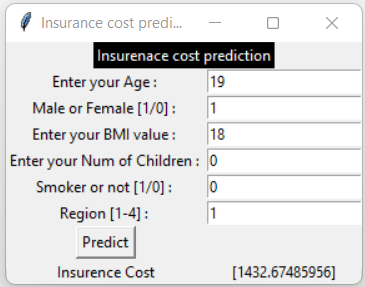 Insurance cost predi...
Insurenace cost prediction
Enter your Age : 19
Male or Female [1/0] : 1
Enter your BMI value : 18
Enter your Num of Children : 0
Smoker or not [1/0] : 0
Region [1-4] : 1
Predict
Insurence Cost [1432.67485956]